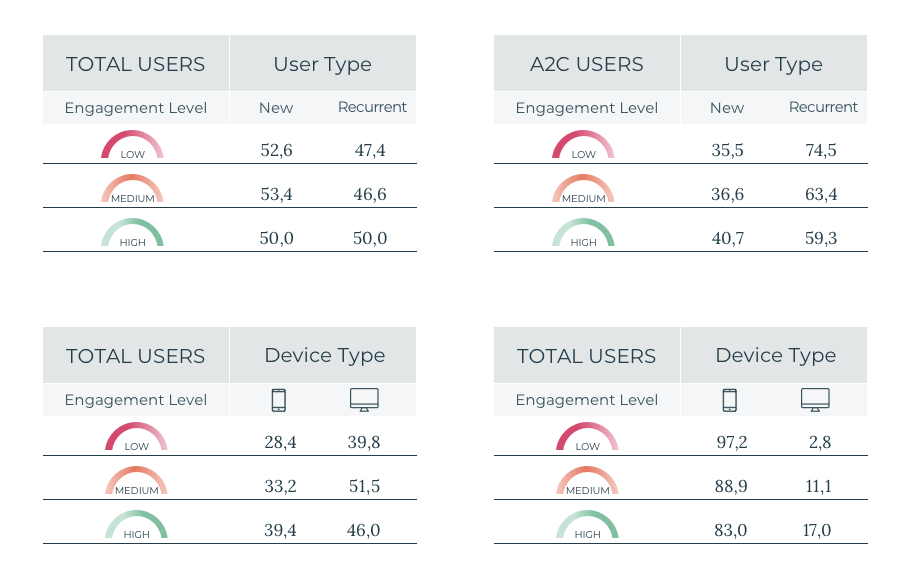 TOTAL USERS User Type
Engagement Level New Recurrent
LOW 52,6 47,4
MEDIUM 53,4 46,6
HIGH 50,0 50,0
A2C USERS User Type
Engagement Level New Recurrent
LOW 35,5 74,5
MEDIUM 36,6 63,4
HIGH 40,7 59,3
TOTAL USERS Device Type
Engagement Level
LOW 28,4 39,8
MEDIUM 33,2 51,5
HIGH 39,4 46,0
TOTAL USERS Device Type
Engagement Level
LOW 97,2 2,8
MEDIUM 88,9 11,1
HIGH 83,0 17,0